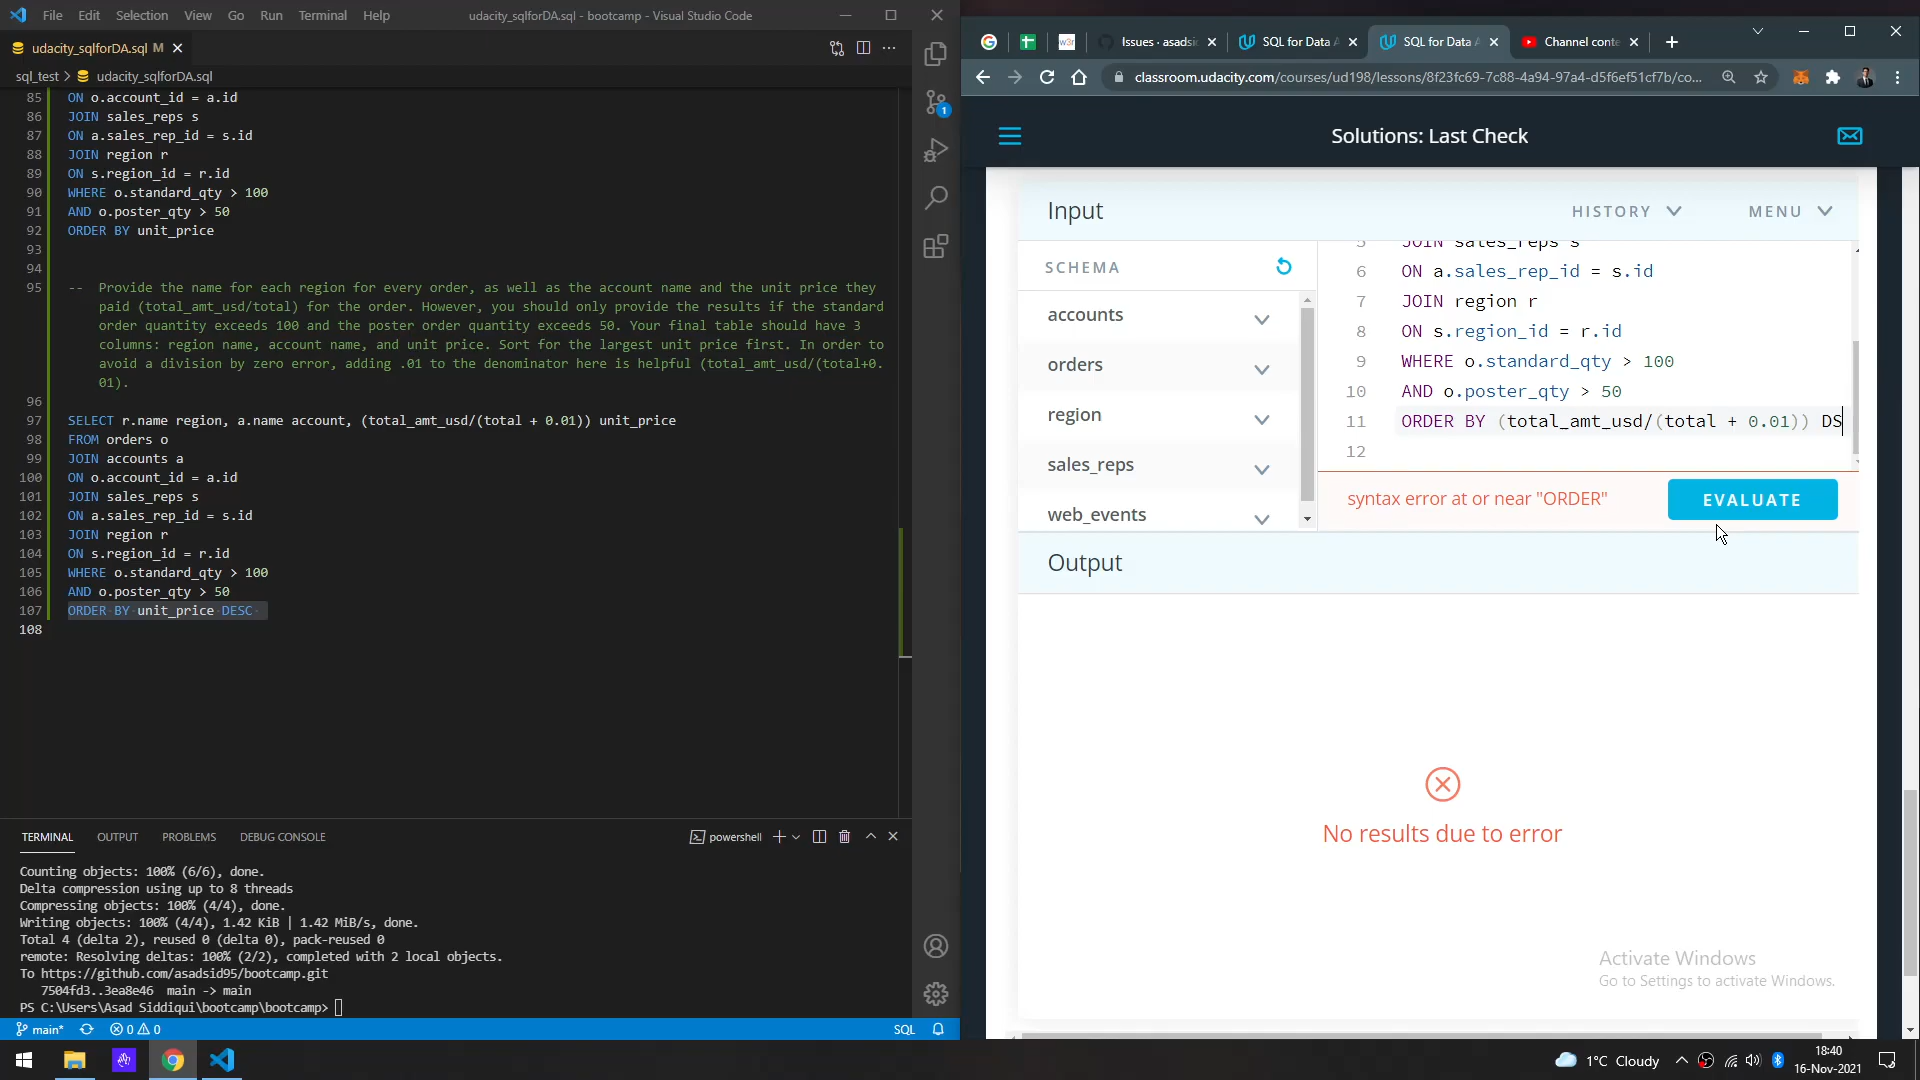 File Edit Selection View Go Run Terminal Help
udacity_sqlforDA.sql - bootcamp - Visual Studio Code
udacity_sqlforDA.sql M
sql_test > udacity_sqlforDA.sql
85 ON o.account_id = a.id
86 JOIN sales_reps s
87 ON a.sales_rep_id = s.id
88 JOIN region r
89 ON s.region_id = r.id
90 WHERE o.standard_qty > 100
91 AND o.poster_qty > 50
92 ORDER BY unit_price
93
94
95 -- Provide the name for each region for every order, as well as the account name and the unit price they
paid (total_amt_usd/total) for the order. However, you should only provide the results if the standard
order quantity exceeds 100 and the poster order quantity exceeds 50. Your final table should have 3
columns: region name, account name, and unit price. Sort for the largest unit price first. In order to
avoid a division by zero error, adding .01 to the denominator here is helpful (total_amt_usd/(total+0.
01).
96
97 SELECT r.name region, a.name account, (total_amt_usd/(total + 0.01)) unit_price
98 FROM orders o
99 JOIN accounts a
100 ON o.account_id = a.id
101 JOIN sales_reps s
102 ON a.sales_rep_id = s.id
103 JOIN region r
104 ON s.region_id = r.id
105 WHERE o.standard_qty > 100
106 AND o.poster_qty > 50
107 ORDER BY unit_price DESC
108
TERMINAL OUTPUT PROBLEMS DEBUG CONSOLE
powershell
Counting objects: 100% (6/6), done.
Delta compression using up to 8 threads
Compressing objects: 100% (4/4), done.
Writing objects: 100% (4/4), 1.42 KiB | 1.42 MiB/s, done.
Total 4 (delta 2), reused 0 (delta 0), pack-reused 0
remote: Resolving deltas: 100% (2/2), completed with 2 local objects.
To https://github.com/asadsid95/bootcamp.git
7504fd3..3ea8e46 main -> main
PS C:\Users\Asad Siddiqui\bootcamp\bootcamp>
main* 0 0 SQL
1
w3r
Issues · asadsi
SQL for Data A
SQL for Data A
Channel conte
classroom.udacity.com/courses/ud198/lessons/8f23fc69-7c88-4a94-97a4-d5f6ef51cf7b/co...
Solutions: Last Check
Input
HISTORY
MENU
SCHEMA
accounts
orders
region
sales_reps
web_events
5 JOIN sales_reps s
6 ON a.sales_rep_id = s.id
7 JOIN region r
8 ON s.region_id = r.id
9 WHERE o.standard_qty > 100
10 AND o.poster_qty > 50
11 ORDER BY (total_amt_usd/(total + 0.01)) DS
12
syntax error at or near "ORDER"
EVALUATE
Output
No results due to error
Activate Windows
Go to Settings to activate Windows.
1°C Cloudy
18:40
16-Nov-2021